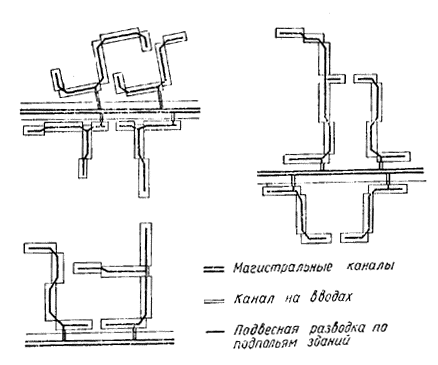 Магистральные каналы
Канал на вводах
Подвесная разводка по
подпольям зданий